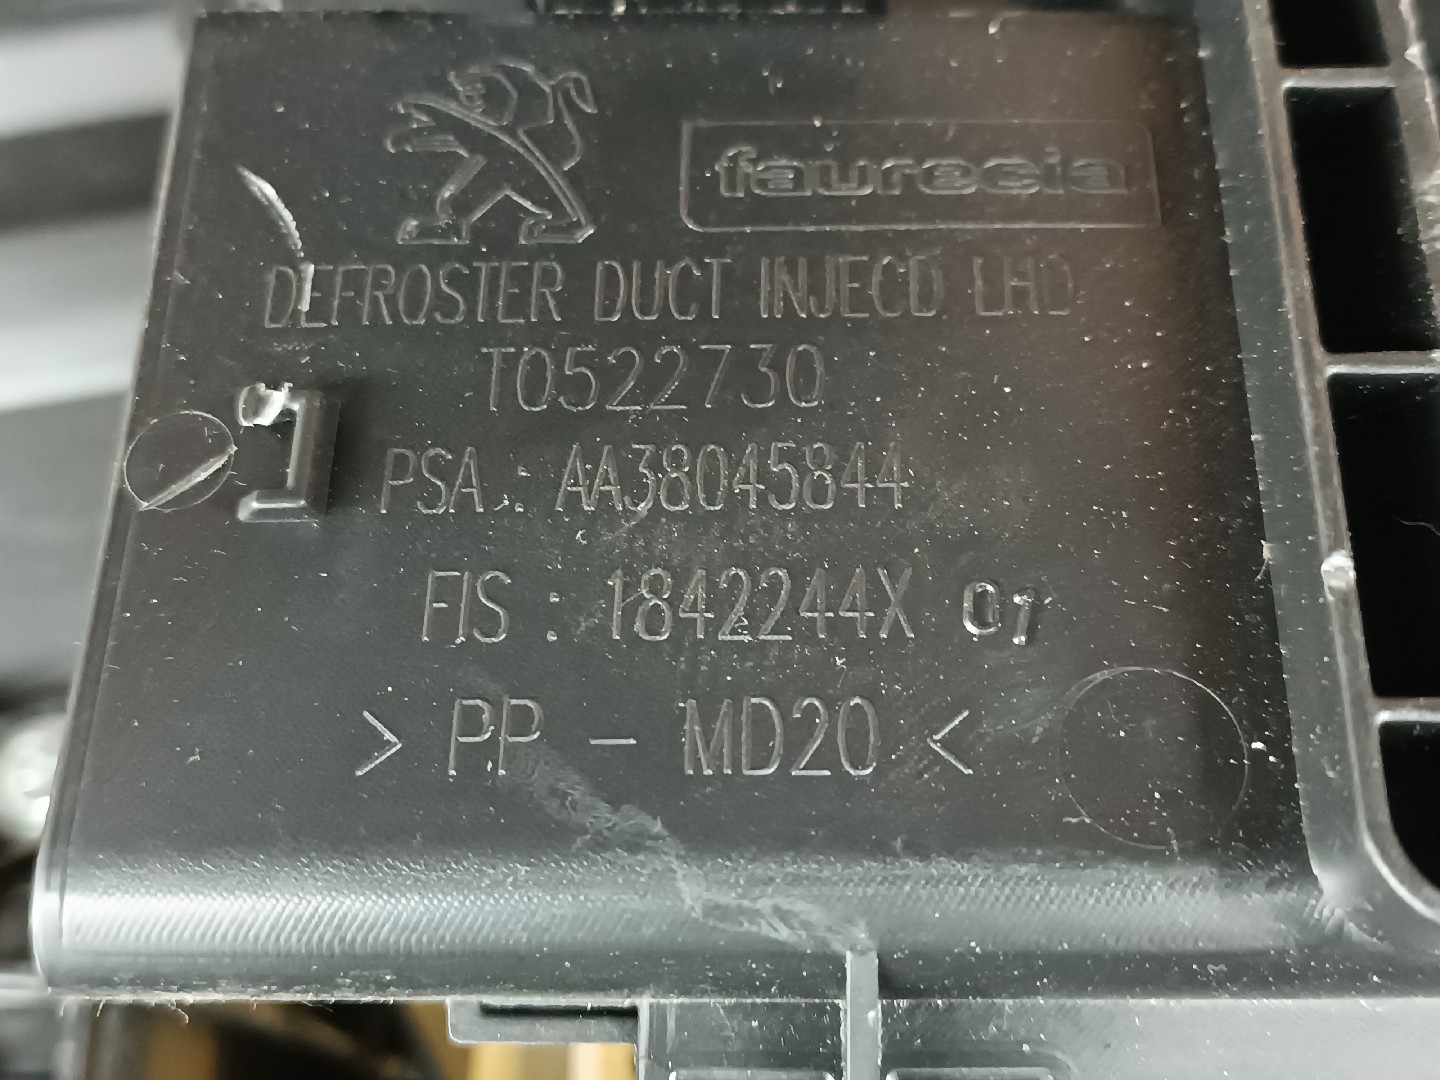 faurecia
DEFROSTER DUCT INJECD LHD
T0522730
PSA : AA38045844
FIS : 1842244X 01
> PP - MD20 <